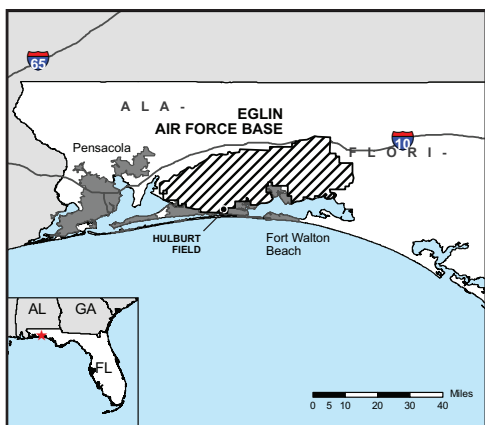 65
A L A -
EGLIN
AIR FORCE BASE
10
Pensacola
F L O R I -
HULBURT
FIELD
Fort Walton
Beach
AL
GA
FL
Miles
0 5 10 20 30 40